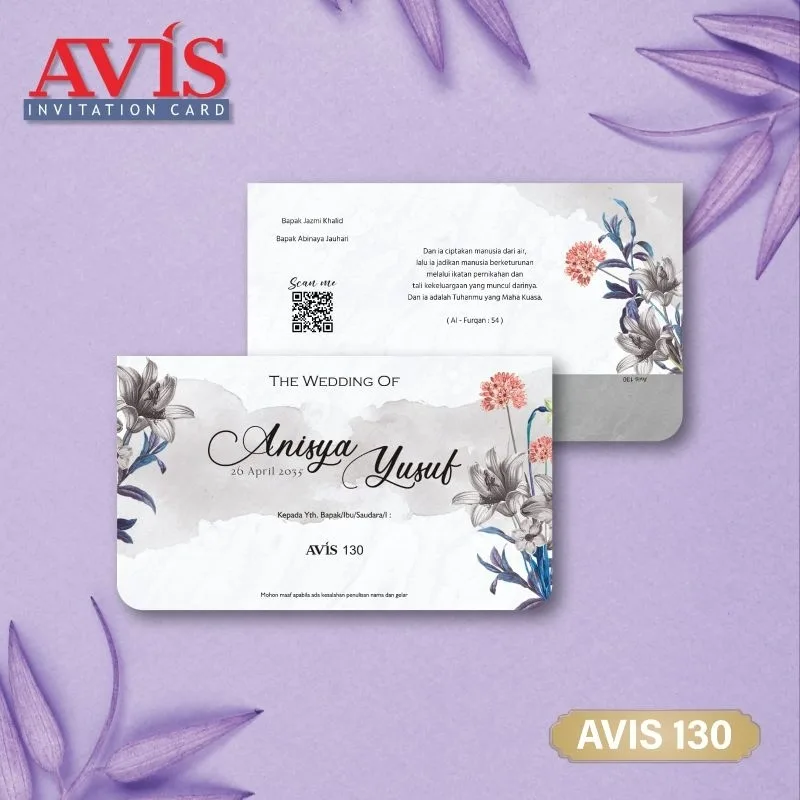 AVIS
INVITATION CARD
Bapak Jazmi Khalid
Bapak Abinaya Jauhari
Scan me
Dan ia ciptakan manusia dari air,
lalu ia jadikan manusia berketurunan
melalui ikatan pernikahan dan
tali kekeluargaan yang muncul darinya.
Dan ia adalah Tuhanmu yang Maha Kuasa.
( Al - Furqan : 54 )
Avis 130
The Wedding Of
Anisya
26 April 2035
Yusuf
Kepada Yth. Bapak/Ibu/Saudara/I :
AVIS 130
Mohon maaf apabila ada kesalahan penulisan nama dan gelar
AVIS 130